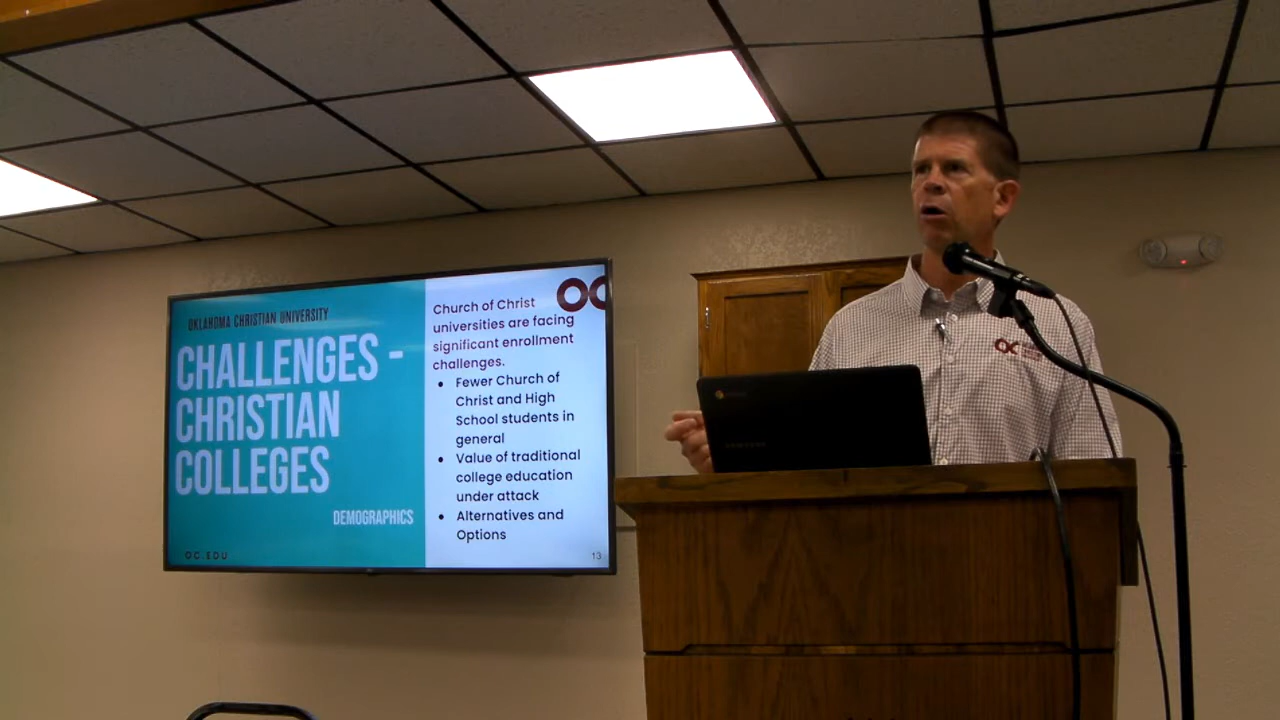 OKLAHOMA CHRISTIAN UNIVERSITY
CHALLENGES -
CHRISTIAN
COLLEGES
DEMOGRAPHICS
OC.EDU
OC
Church of Christ
universities are facing
significant enrollment
challenges.
• Fewer Church of
Christ and High
School students in
general
• Value of traditional
college education
under attack
• Alternatives and
Options
13
OC
SAMSUNG